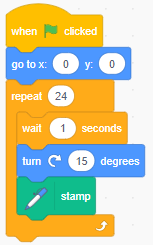 when clicked
go to x: 0 y: 0
repeat 24
wait 1 seconds
turn 15 degrees
stamp